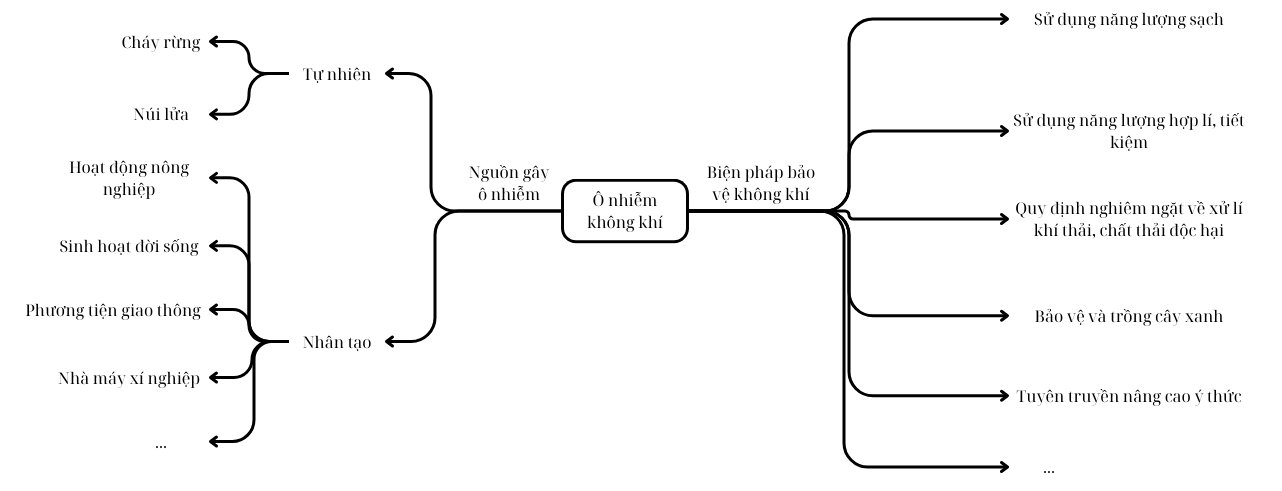 Ô nhiễm
không khí
Nguồn gây
ô nhiễm
Tự nhiên
Cháy rừng
Núi lửa
Nhân tạo
Hoạt động nông
nghiệp
Sinh hoạt đời sống
Phương tiện giao thông
Nhà máy xí nghiệp
...
Biện pháp bảo
vệ không khí
Sử dụng năng lượng sạch
Sử dụng năng lượng hợp lí, tiết
kiệm
Quy định nghiêm ngặt về xử lí
khí thải, chất thải độc hại
Bảo vệ và trồng cây xanh
Tuyên truyền nâng cao ý thức
...